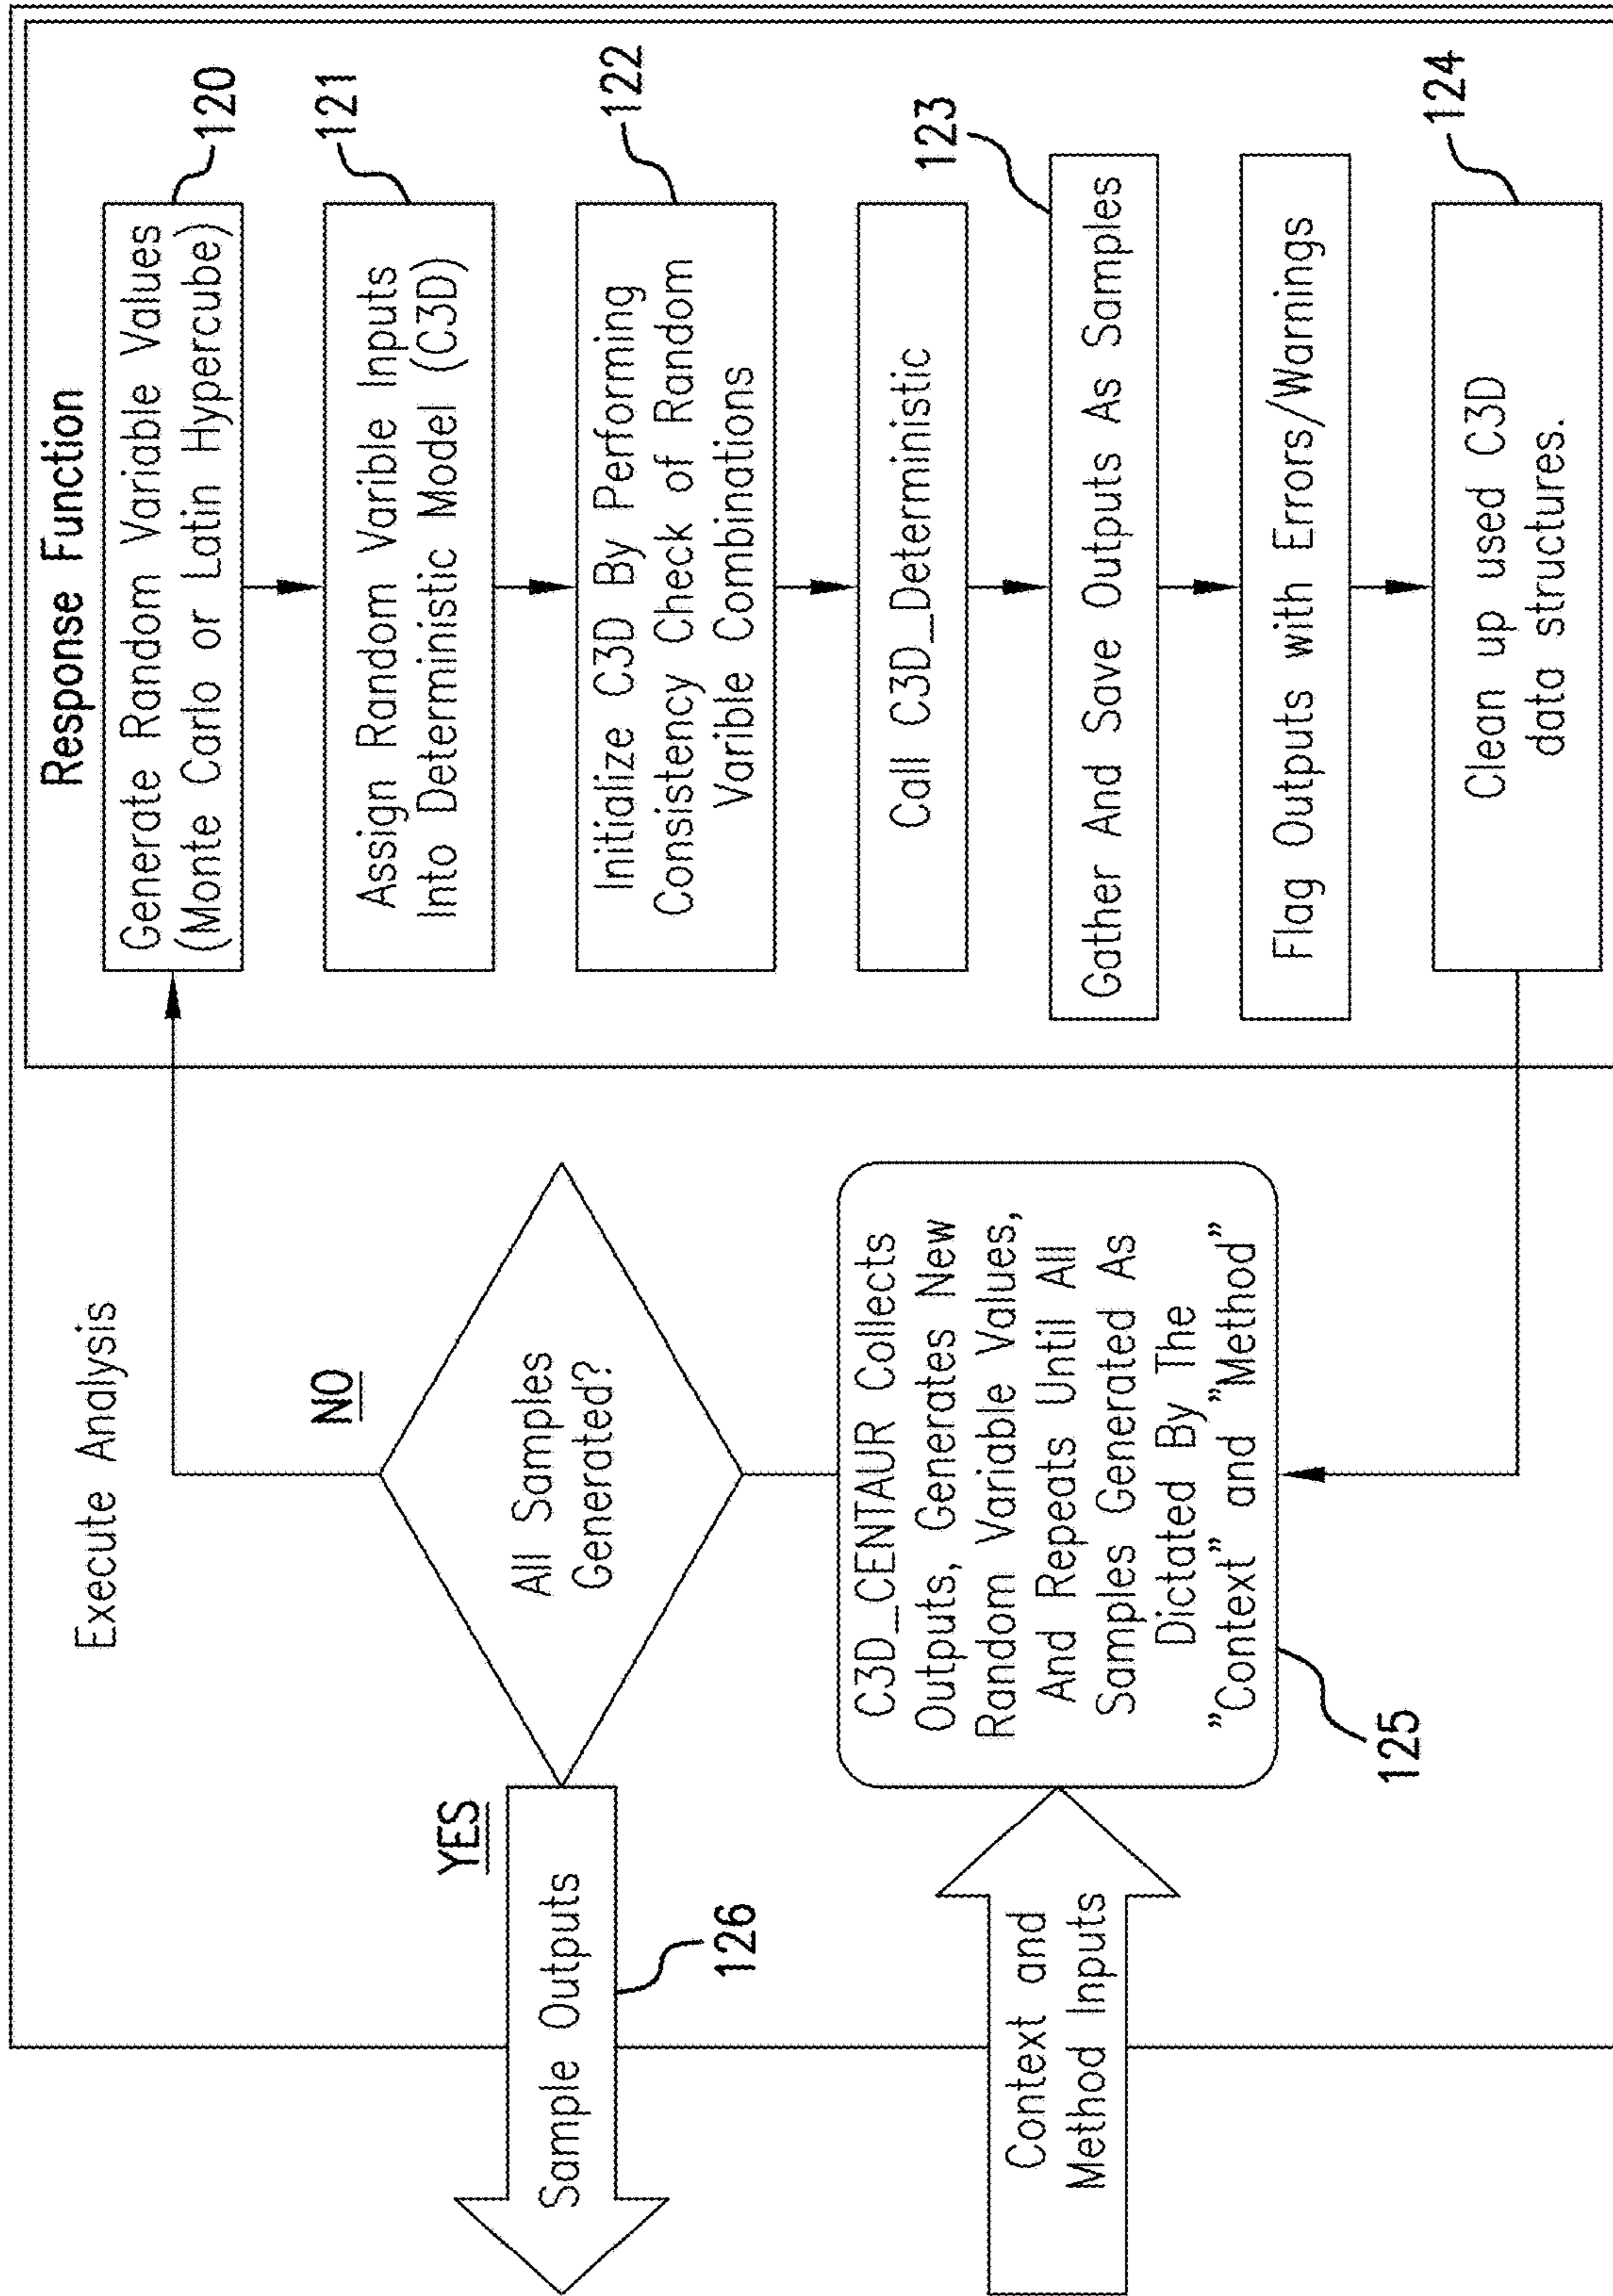 Execute Analysis
Response Function
Generate Random Variable Values
(Monte Carlo or Latin Hypercube)
120
Assign Random Varible Inputs
Into Deterministic Model (C3D)
121
Initialize C3D By Performing
Consistency Check of Random
Varible Combinations
122
Call C3D_Deterministic
Gather And Save Outputs As Samples
123
Flag Outputs with Errors/Warnings
Clean up used C3D
data structures.
124
NO
All Samples
Generated?
YES
Sample Outputs
126
C3D_CENTAUR Collects
Outputs, Generates New
Random Variable Values,
And Repeats Until All
Samples Generated As
Dictated By The
"Context" and "Method"
125
Context and
Method Inputs